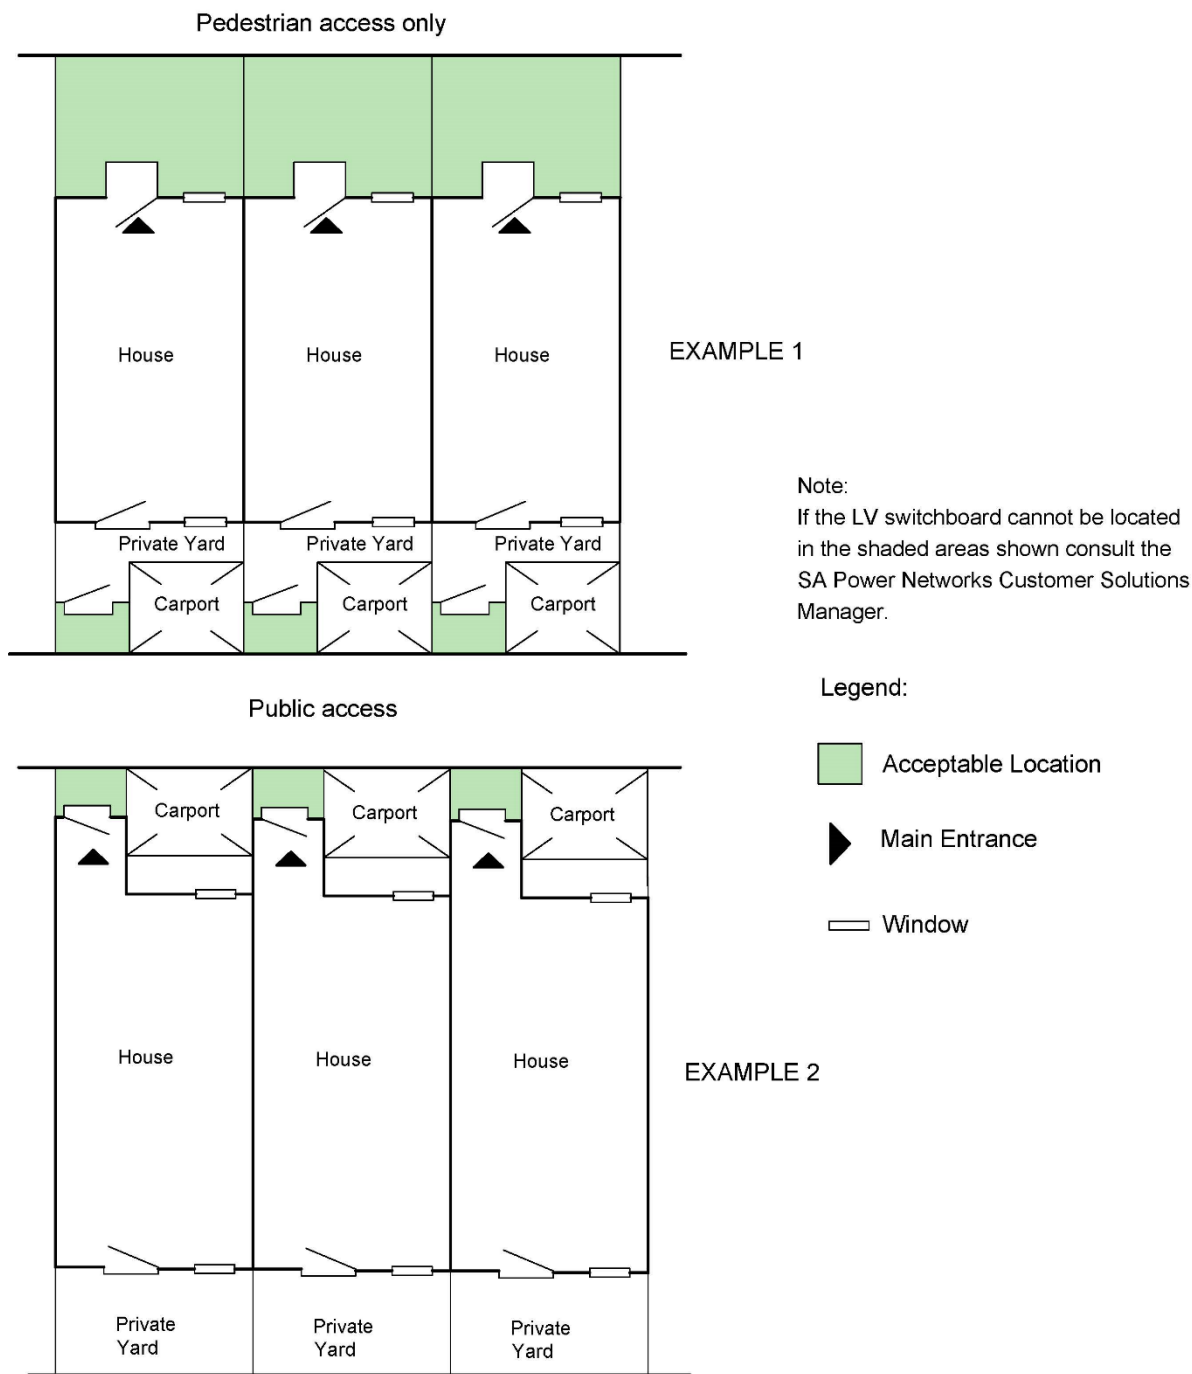 Pedestrian access only
House
House
House
EXAMPLE 1
Private Yard
Private Yard
Private Yard
Carport
Carport
Carport
Note:
If the LV switchboard cannot be located
in the shaded areas shown consult the
SA Power Networks Customer Solutions
Manager.
Public access
Legend:
Acceptable Location
Main Entrance
Window
Carport
Carport
Carport
House
House
House
EXAMPLE 2
Private
Yard
Private
Yard
Private
Yard